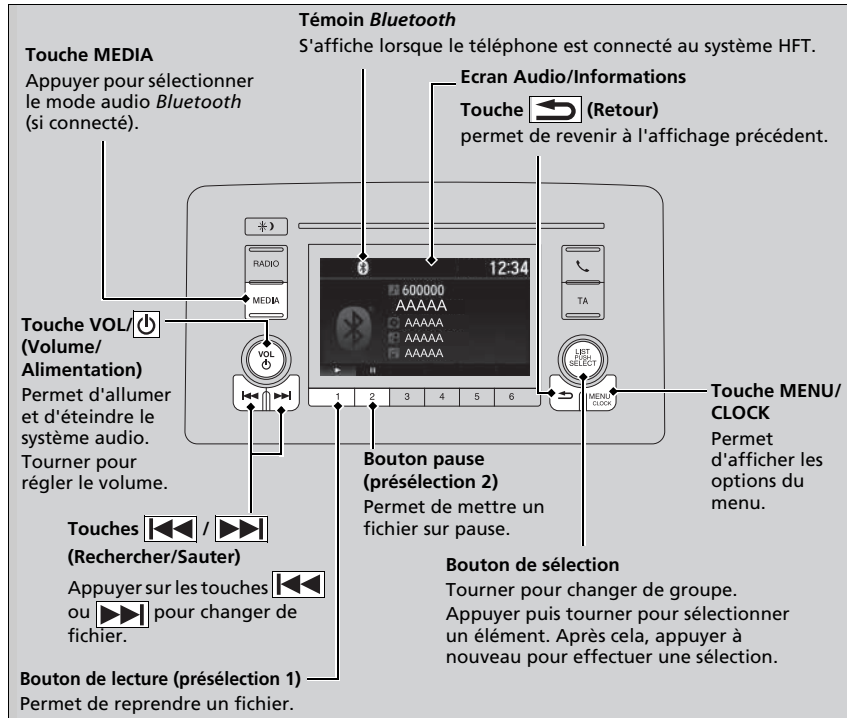 Témoin Bluetooth
S'affiche lorsque le téléphone est connecté au système HFT.
Touche MEDIA
Appuyer pour sélectionner
le mode audio Bluetooth
(si connecté).
Ecran Audio/Informations
Touche (Retour)
permet de revenir à l'affichage précédent.
RADIO
MEDIA
VOL
12:34
600000
AAAAA
AAAAA
AAAAA
AAAAA
TA
LIST
PUSH
SELECT
1 2 3 4 5 6
MENU
CLOCK
Touche VOL/
(Volume/
Alimentation)
Permet d'allumer
et d'éteindre le
système audio.
Tourner pour
régler le volume.
Touche MENU/
CLOCK
Permet
d'afficher les
options du
menu.
Bouton pause
(présélection 2)
Permet de mettre un
fichier sur pause.
Touches /
(Rechercher/Sauter)
Appuyer sur les touches
ou pour changer de
fichier.
Bouton de sélection
Tourner pour changer de groupe.
Appuyer puis tourner pour sélectionner
un élément. Après cela, appuyer à
nouveau pour effectuer une sélection.
Bouton de lecture (présélection 1)
Permet de reprendre un fichier.